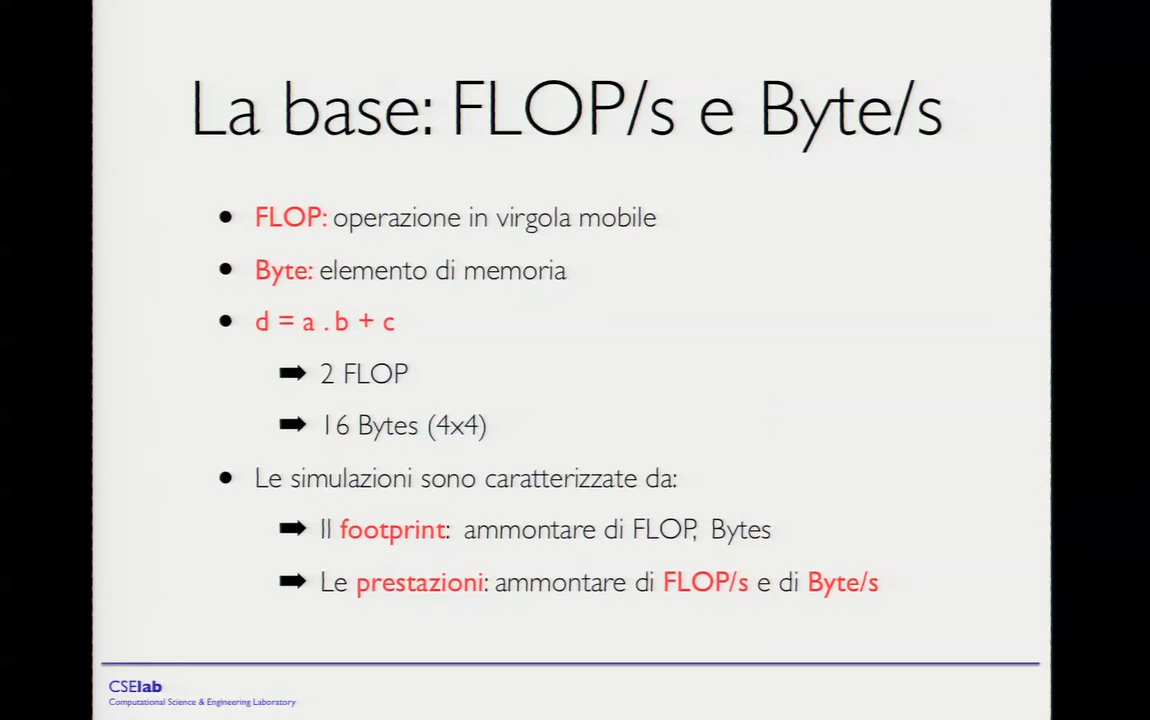 La base: FLOP/s e Byte/s
• FLOP: operazione in virgola mobile
• Byte: elemento di memoria
• d = a . b + c
➡ 2 FLOP
➡ 16 Bytes (4x4)
• Le simulazioni sono caratterizzate da:
➡ Il footprint: ammontare di FLOP, Bytes
➡ Le prestazioni: ammontare di FLOP/s e di Byte/s
CSElab
Computational Science & Engineering Laboratory